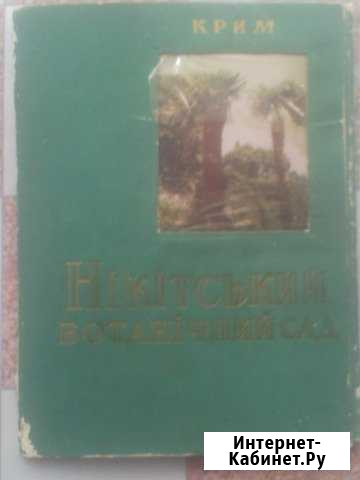 КРИМ
НІКІТСЬКИЙ
БОТАНІЧНИЙ САД
Интернет-
Кабинет.Ру